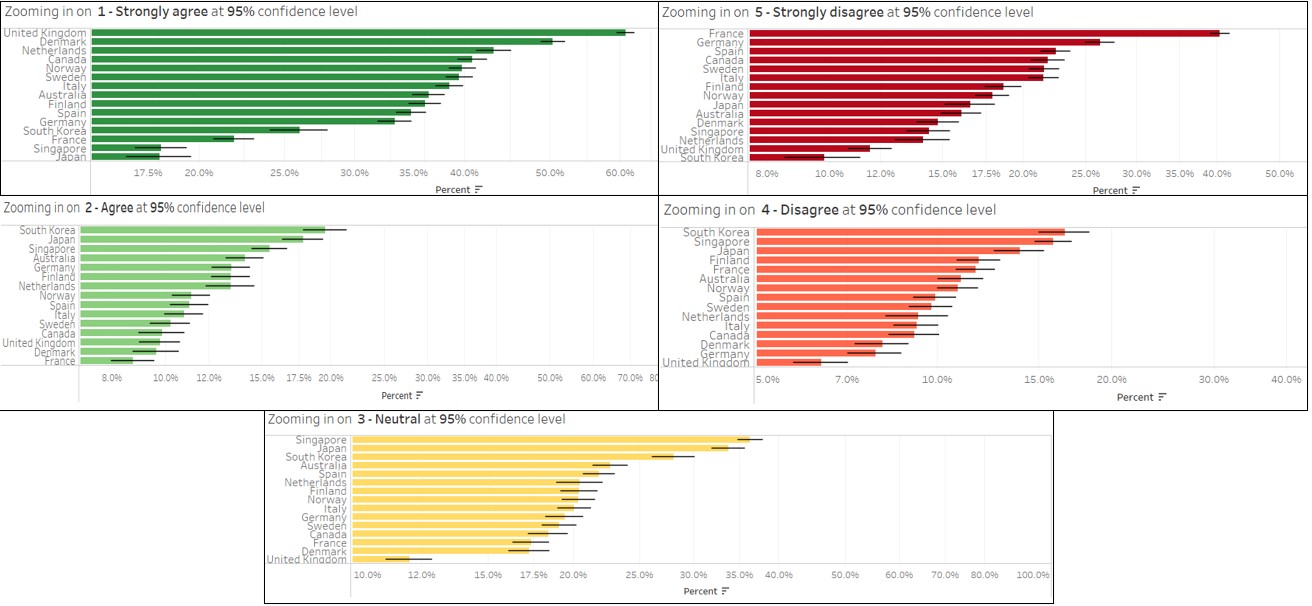 Zooming in on 1 - Strongly agree at 95% confidence level
United Kingdom
Denmark
Netherlands
Canada
Norway
Sweden
Italy
Australia
Finland
Spain
Germany
South Korea
France
Singapore
Japan
17.5% 20.0% 25.0% 30.0% 35.0% 40.0% 50.0% 60.0%
Percent
Zooming in on 5 - Strongly disagree at 95% confidence level
France
Germany
Spain
Canada
Sweden
Italy
Finland
Norway
Japan
Australia
Denmark
Singapore
Netherlands
United Kingdom
South Korea
8.0% 10.0% 12.0% 15.0% 17.5% 20.0% 25.0% 30.0% 35.0% 40.0% 50.0%
Percent
Zooming in on 2 - Agree at 95% confidence level
South Korea
Japan
Singapore
Australia
Germany
Finland
Netherlands
Norway
Spain
Italy
Sweden
Canada
United Kingdom
Denmark
France
8.0% 10.0% 12.0% 15.0% 17.5% 20.0% 25.0% 30.0% 35.0% 40.0% 50.0% 60.0% 70.0% 80
Percent
Zooming in on 4 - Disagree at 95% confidence level
South Korea
Singapore
Japan
Finland
France
Australia
Norway
Spain
Sweden
Netherlands
Italy
Canada
Denmark
Germany
United Kingdom
5.0% 7.0% 10.0% 15.0% 20.0% 30.0% 40.0%
Percent
Zooming in on 3 - Neutral at 95% confidence level
Singapore
Japan
South Korea
Australia
Spain
Netherlands
Finland
Norway
Italy
Germany
Sweden
Canada
France
Denmark
United Kingdom
10.0% 12.0% 15.0% 17.5% 20.0% 25.0% 30.0% 35.0% 40.0% 50.0% 60.0% 70.0% 80.0% 100.0%
Percent